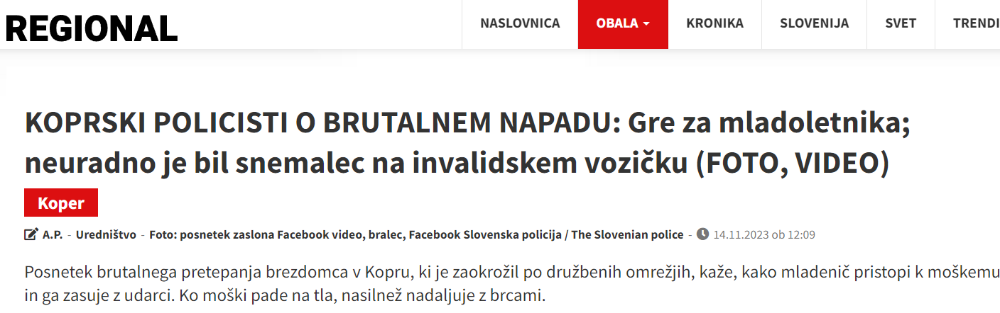 REGIONAL
NASLOVNICA
OBALA
KRONIKA
SLOVENIJA
SVET
TRENDI
KOPRSKI POLICISTI O BRUTALNEM NAPADU: Gre za mladoletnika;
neuradno je bil snemalec na invalidskem vozičku (FOTO, VIDEO)
Koper
A.P. - Uredništvo - Foto: posnetek zaslona Facebook video, bralec, Facebook Slovenska policija / The Slovenian police - 14.11.2023 ob 12:09
Posnetek brutalnega pretepanja brezdomca v Kopru, ki je zaokrožil po družbenih omrežjih, kaže, kako mladenič pristopi k moškemu
in ga zasuje z udarci. Ko moški pade na tla, nasilnež nadaljuje z brcami.